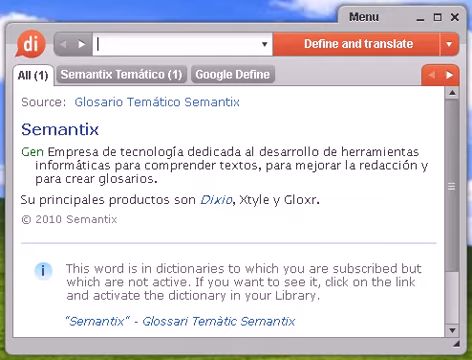 Menu
di
Define and translate
All (1) Semantix Temático (1) Google Define
Source: Glosario Temático Semantix
Semantix
Gen Empresa de tecnología dedicada al desarrollo de herramientas
informáticas para comprender textos, para mejorar la redacción y
para crear glosarios.
Su principales productos son Dixio, Xtyle y Gloxr.
© 2010 Semantix
i
This word is in dictionaries to which you are subscribed but
which are not active. If you want to see it, click on the link
and activate the dictionary in your Library.
"Semantix" - Glossari Temàtic Semantix